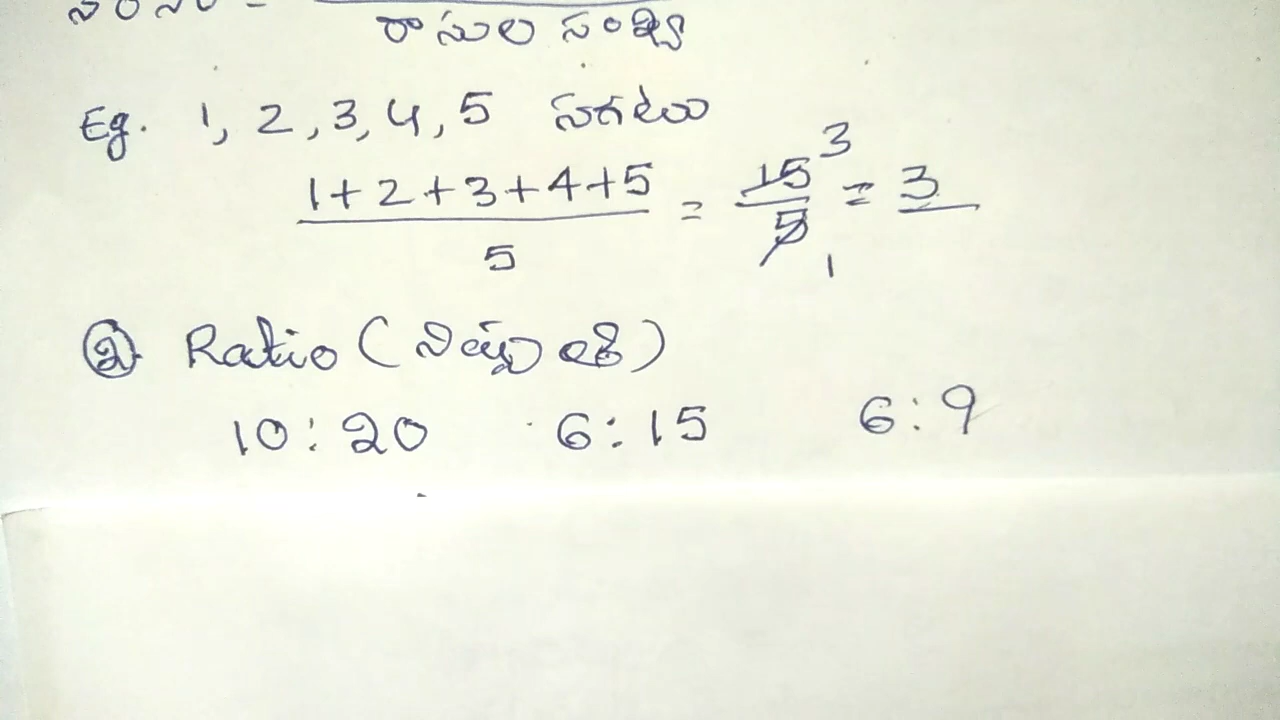 రాసుల సంఖ్య
Eg. 1, 2, 3, 4, 5 సగటు
1+2+3+4+5 / 5 = 15 3 / 5 1 = 3
② Ratio (నిష్పత్తి)
10:20 6:15 6:9